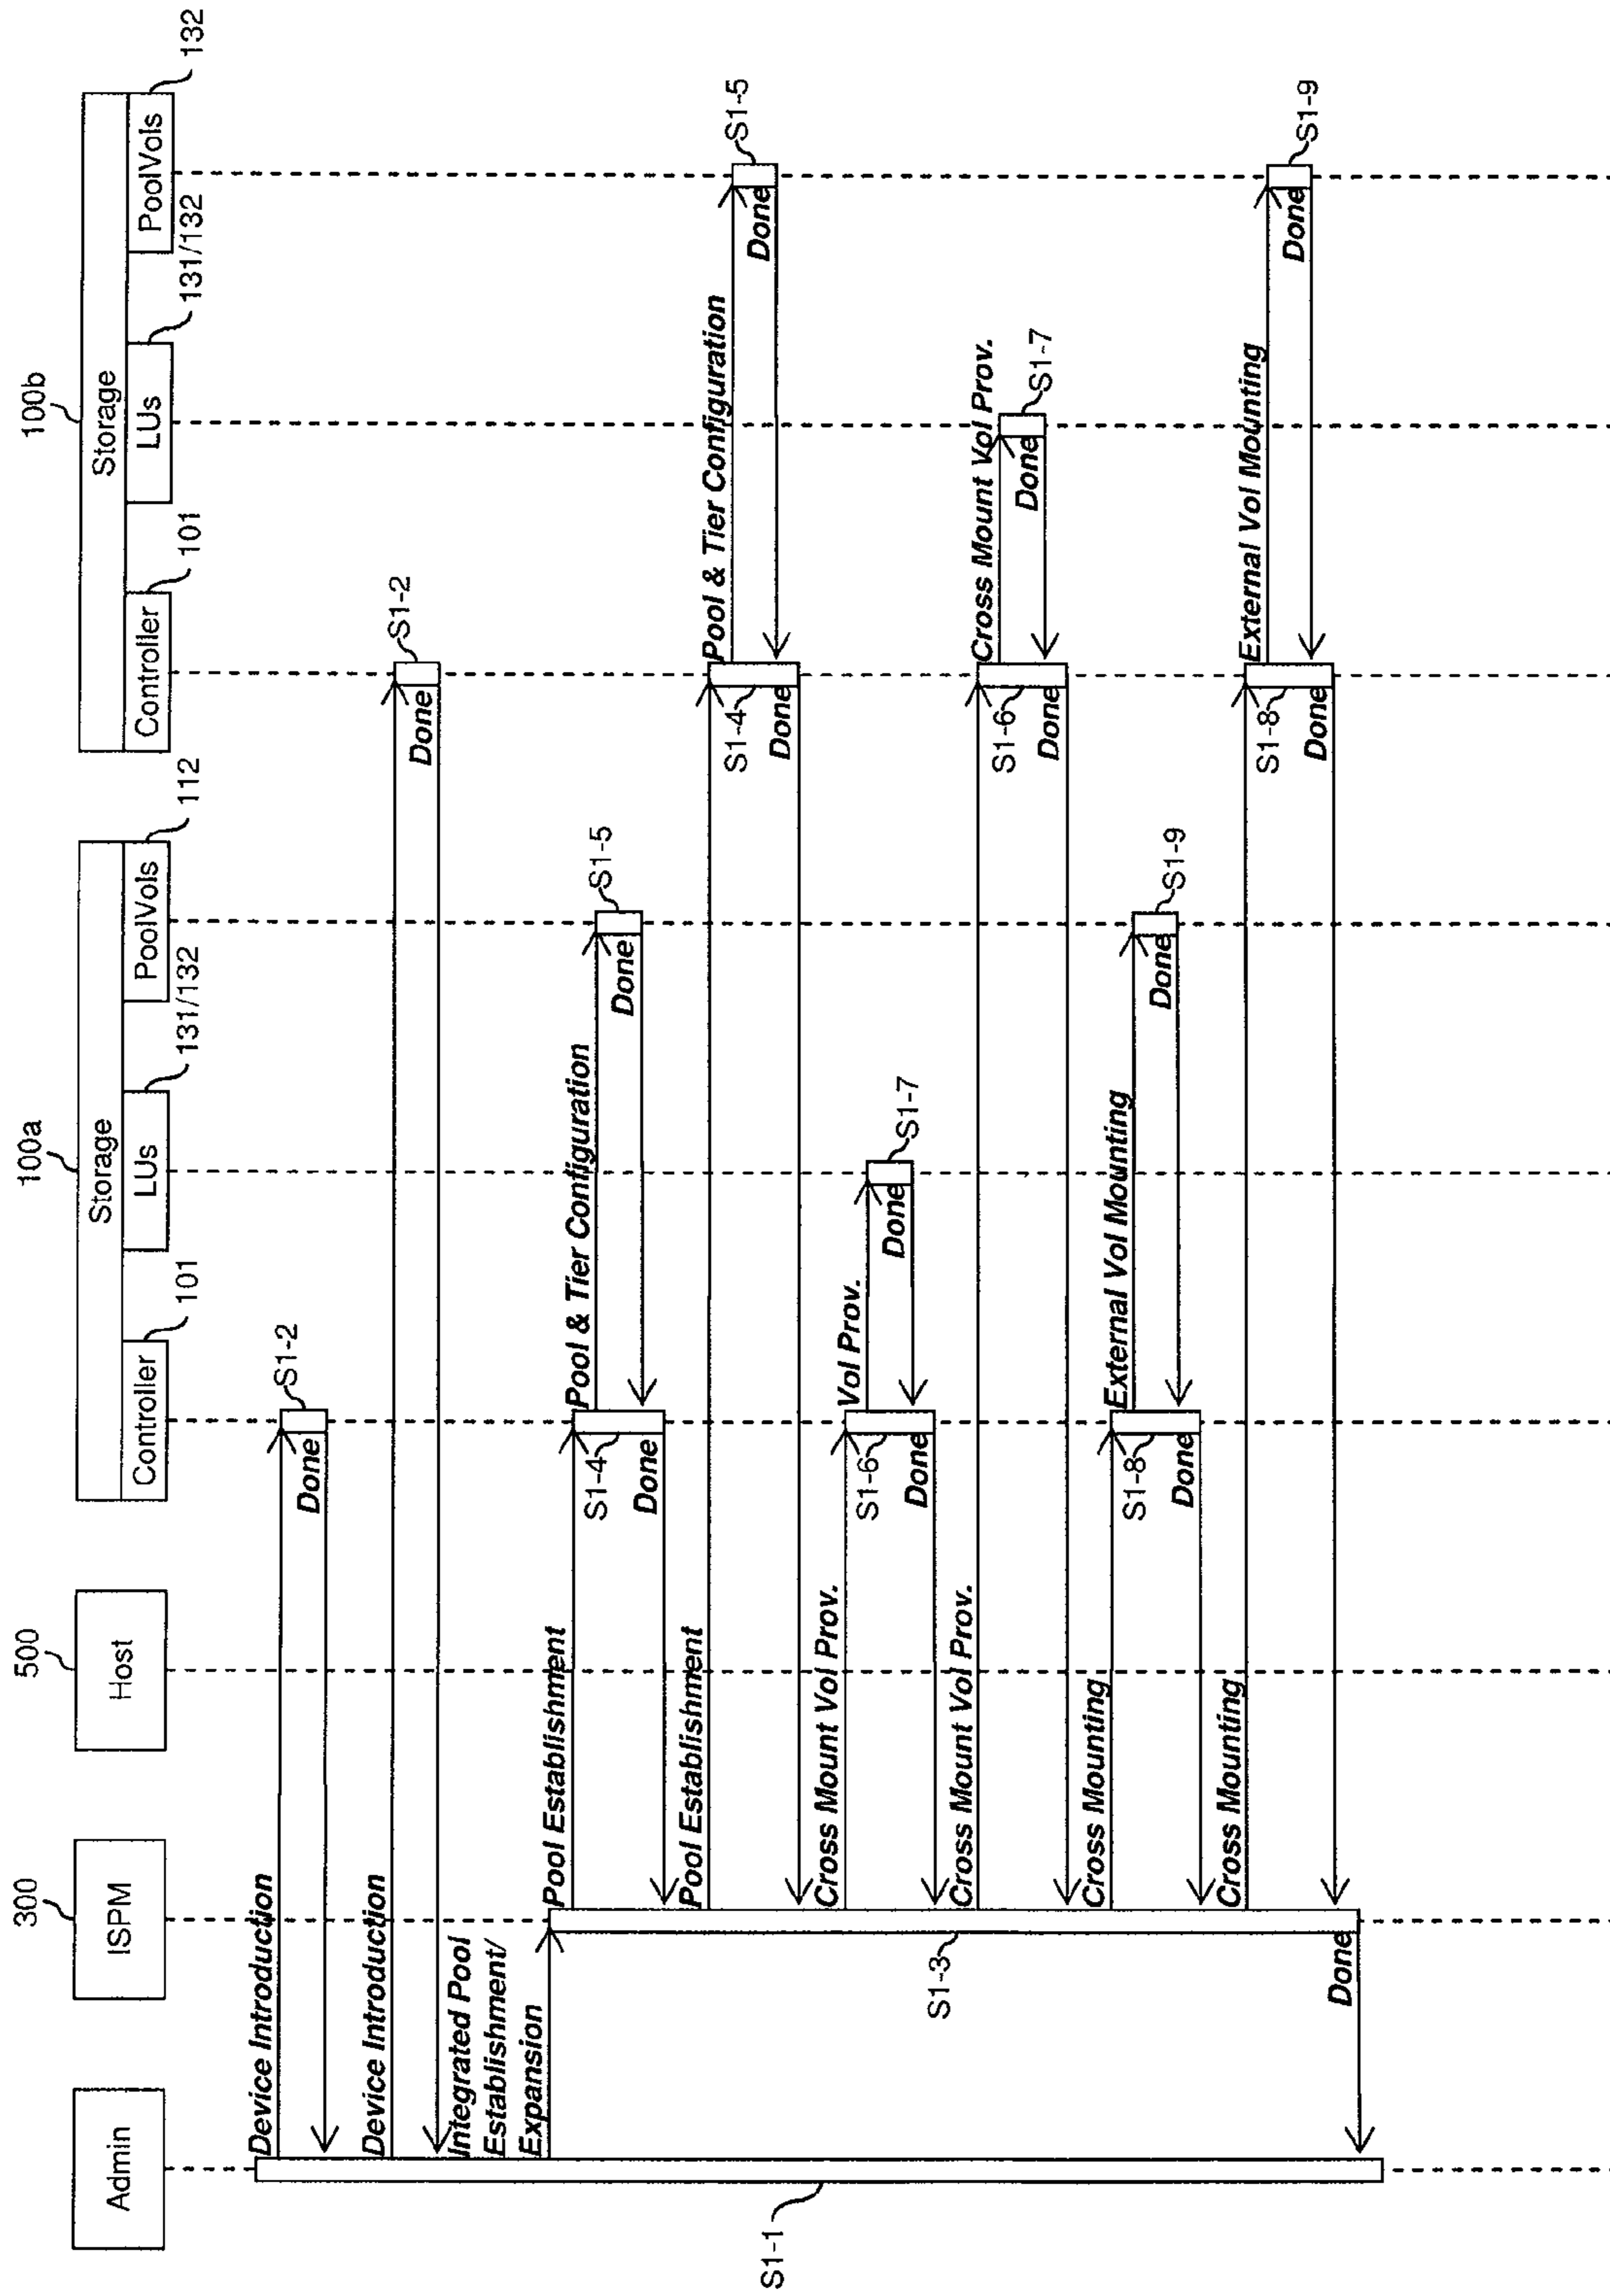 300
500
100a
100b
Admin
ISPM
Host
Storage
Controller
LUs
PoolVols
101
131/132
112
Storage
Controller
LUs
PoolVols
101
131/132
132
S1-1
Device Introduction
S1-2
Done
Device Introduction
S1-2
Done
Integrated Pool
Establishment/
Expansion
S1-3
Pool Establishment
S1-4
Pool & Tier Configuration
S1-5
Done
Done
Pool Establishment
S1-4
Pool & Tier Configuration
S1-5
Done
Done
Cross Mount Vol Prov.
S1-6
Vol Prov.
S1-7
Done
Done
Cross Mount Vol Prov.
S1-6
Cross Mount Vol Prov.
S1-7
Done
Done
Cross Mounting
S1-8
External Vol Mounting
S1-9
Done
Done
Cross Mounting
S1-8
External Vol Mounting
S1-9
Done
Done
Done